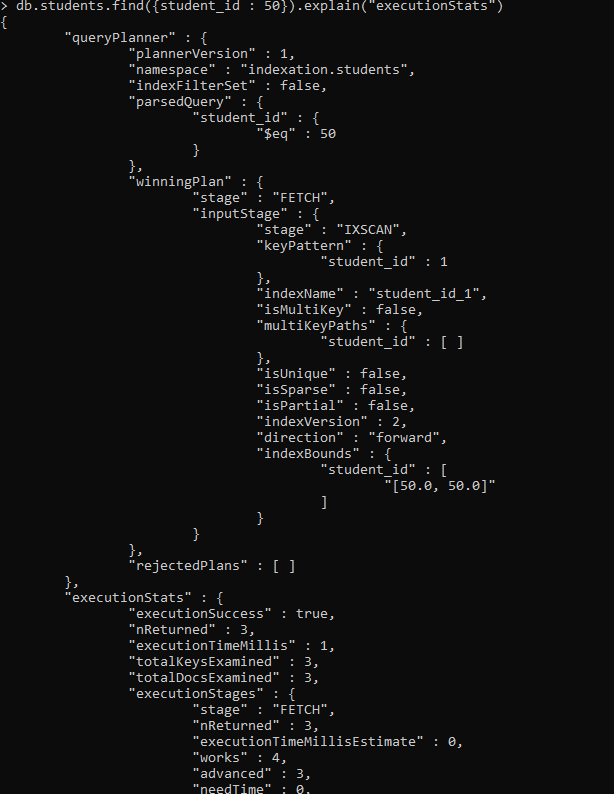 > db.students.find({student_id : 50}).explain("executionStats")
{
        "queryPlanner" : {
                "plannerVersion" : 1,
                "namespace" : "indexation.students",
                "indexFilterSet" : false,
                "parsedQuery" : {
                        "student_id" : {
                                "$eq" : 50
                        }
                },
                "winningPlan" : {
                        "stage" : "FETCH",
                        "inputStage" : {
                                "stage" : "IXSCAN",
                                "keyPattern" : {
                                        "student_id" : 1
                                },
                                "indexName" : "student_id_1",
                                "isMultiKey" : false,
                                "multiKeyPaths" : {
                                        "student_id" : [ ]
                                },
                                "isUnique" : false,
                                "isSparse" : false,
                                "isPartial" : false,
                                "indexVersion" : 2,
                                "direction" : "forward",
                                "indexBounds" : {
                                        "student_id" : [
                                                "[50.0, 50.0]"
                                        ]
                                }
                        }
                },
                "rejectedPlans" : [ ]
        },
        "executionStats" : {
                "executionSuccess" : true,
                "nReturned" : 3,
                "executionTimeMillis" : 1,
                "totalKeysExamined" : 3,
                "totalDocsExamined" : 3,
                "executionStages" : {
                        "stage" : "FETCH",
                        "nReturned" : 3,
                        "executionTimeMillisEstimate" : 0,
                        "works" : 4,
                        "advanced" : 3,
                        "needTime" : 0,